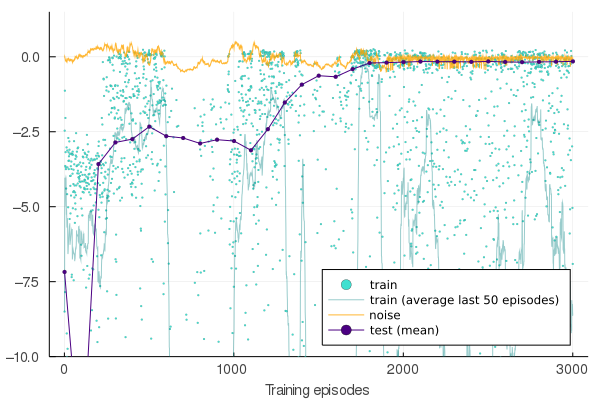 0.0
−2.5
−5.0
−7.5
−10.0
train
train (average last 50 episodes)
noise
test (mean)
0
1000
2000
3000
Training episodes